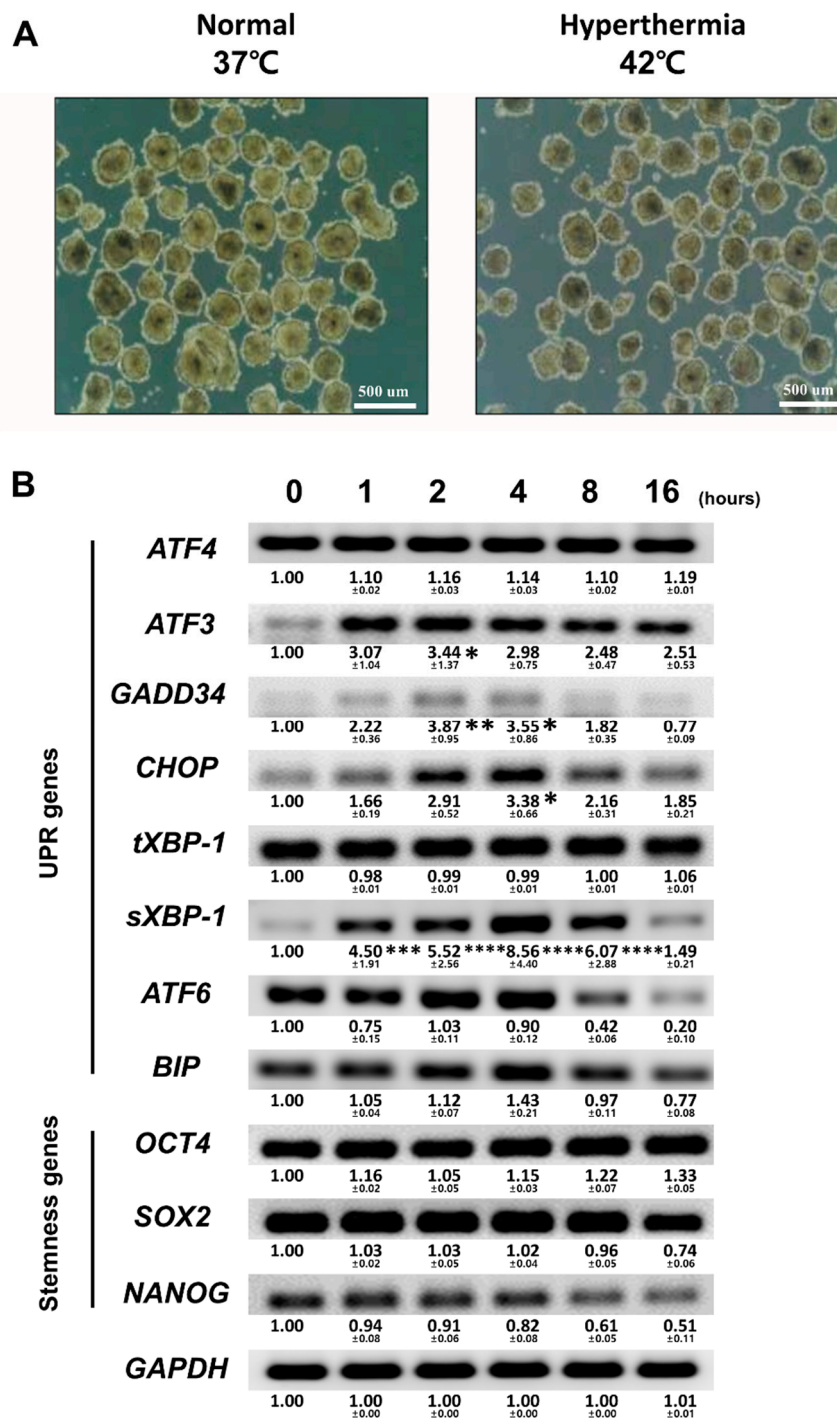 A
Normal
37℃
Hyperthermia
42℃
500 um
500 um
B
0 1 2 4 8 16 (hours)
UPR genes
ATF4
1.00 1.10 1.16 1.14 1.10 1.19
±0.02 ±0.03 ±0.03 ±0.02 ±0.01
ATF3
1.00 3.07 3.44 * 2.98 2.48 2.51
±1.04 ±1.37 ±0.75 ±0.47 ±0.53
GADD34
1.00 2.22 3.87 ** 3.55 * 1.82 0.77
±0.36 ±0.95 ±0.86 ±0.35 ±0.09
CHOP
1.00 1.66 2.91 3.38 * 2.16 1.85
±0.19 ±0.52 ±0.66 ±0.31 ±0.21
tXBP-1
1.00 0.98 0.99 0.99 1.00 1.06
±0.01 ±0.01 ±0.01 ±0.01 ±0.01
sXBP-1
1.00 4.50 *** 5.52 **** 8.56 **** 6.07 **** 1.49
±1.91 ±2.56 ±4.40 ±2.88 ±0.21
ATF6
1.00 0.75 1.03 0.90 0.42 0.20
±0.15 ±0.11 ±0.12 ±0.06 ±0.10
BIP
1.00 1.05 1.12 1.43 0.97 0.77
±0.04 ±0.07 ±0.21 ±0.11 ±0.08
Stemness genes
OCT4
1.00 1.16 1.05 1.15 1.22 1.33
±0.02 ±0.05 ±0.03 ±0.07 ±0.05
SOX2
1.00 1.03 1.03 1.02 0.96 0.74
±0.02 ±0.05 ±0.04 ±0.05 ±0.06
NANOG
1.00 0.94 0.91 0.82 0.61 0.51
±0.08 ±0.06 ±0.08 ±0.05 ±0.11
GAPDH
1.00 1.00 1.00 1.00 1.00 1.01
±0.00 ±0.00 ±0.00 ±0.00 ±0.01